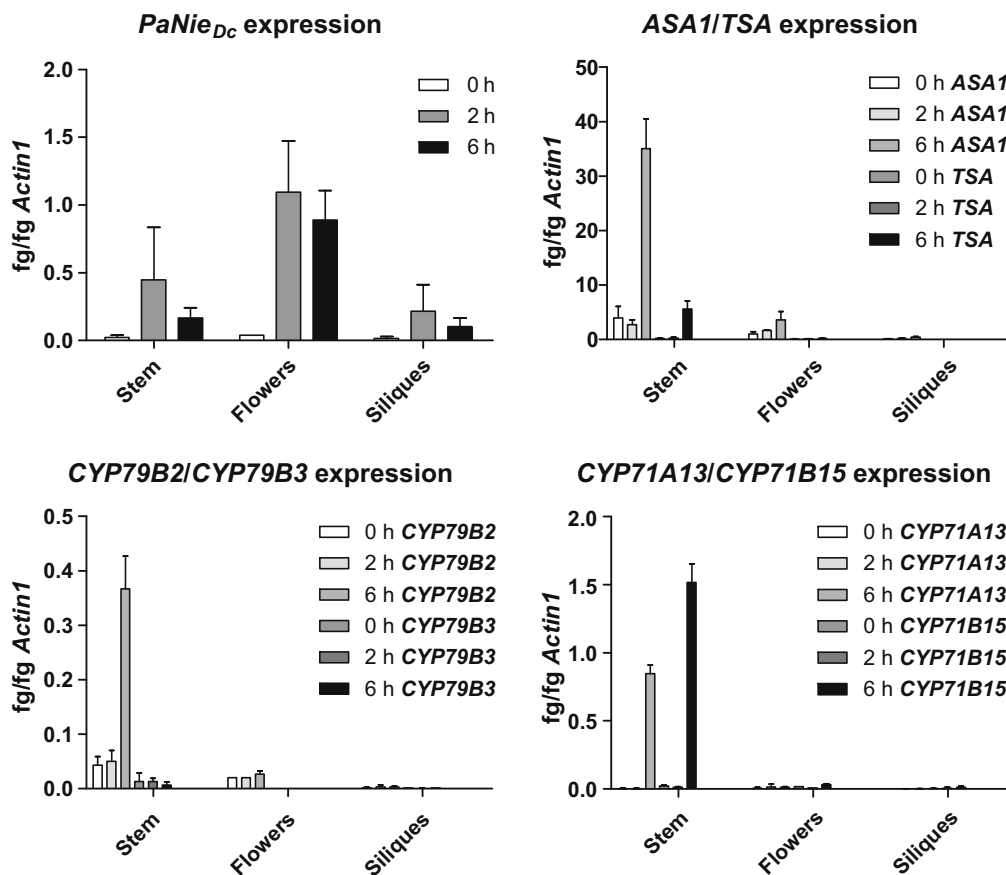 PaNieDc expression
fg/fg Actin1
2.0
1.5
1.0
0.5
0.0
0 h
2 h
6 h
Stem
Flowers
Siliques
ASA1/TSA expression
fg/fg Actin1
50
40
30
20
10
0
0 h ASA1
2 h ASA1
6 h ASA1
0 h TSA
2 h TSA
6 h TSA
Stem
Flowers
Siliques
CYP79B2/CYP79B3 expression
fg/fg Actin1
0.5
0.4
0.3
0.2
0.1
0.0
0 h CYP79B2
2 h CYP79B2
6 h CYP79B2
0 h CYP79B3
2 h CYP79B3
6 h CYP79B3
Stem
Flowers
Siliques
CYP71A13/CYP71B15 expression
fg/fg Actin1
2.0
1.5
1.0
0.5
0.0
0 h CYP71A13
2 h CYP71A13
6 h CYP71A13
0 h CYP71B15
2 h CYP71B15
6 h CYP71B15
Stem
Flowers
Siliques